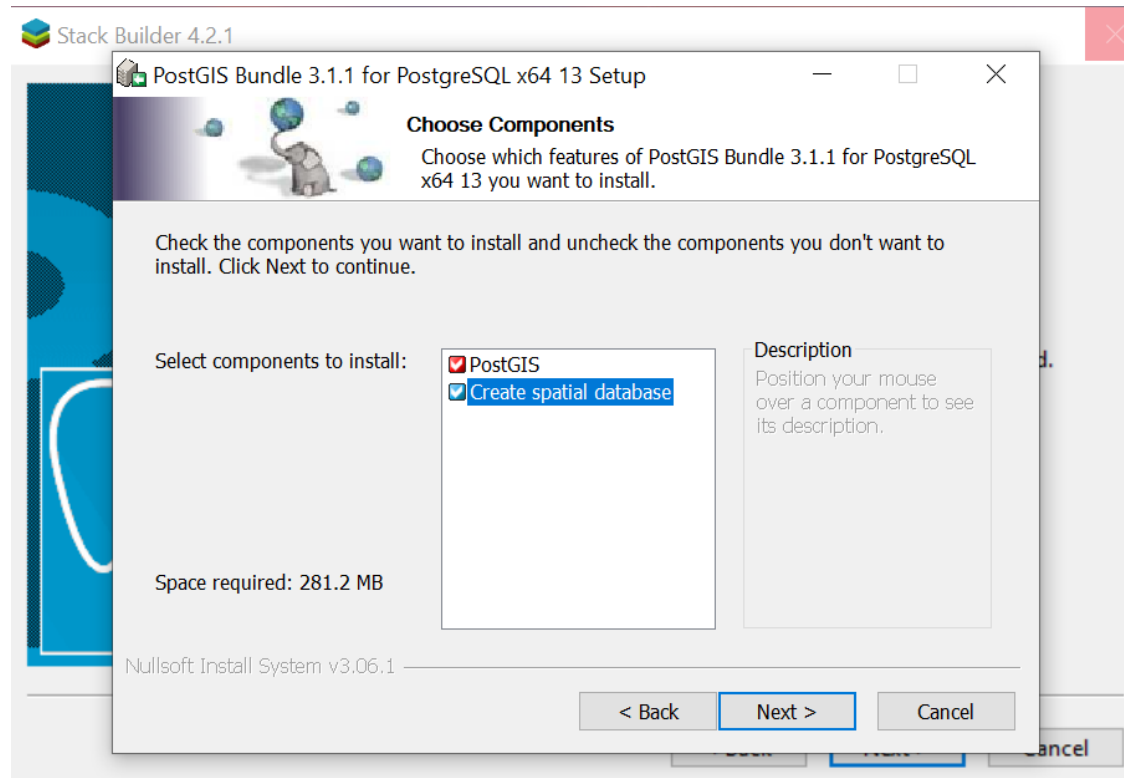 Stack Builder 4.2.1
PostGIS Bundle 3.1.1 for PostgreSQL x64 13 Setup
Choose Components
Choose which features of PostGIS Bundle 3.1.1 for PostgreSQL
x64 13 you want to install.
Check the components you want to install and uncheck the components you don't want to
install. Click Next to continue.
Select components to install:
PostGIS
Create spatial database
Description
Position your mouse
over a component to see
its description.
d.
Space required: 281.2 MB
Nullsoft Install System v3.06.1
< Back
Next >
Cancel
ancel